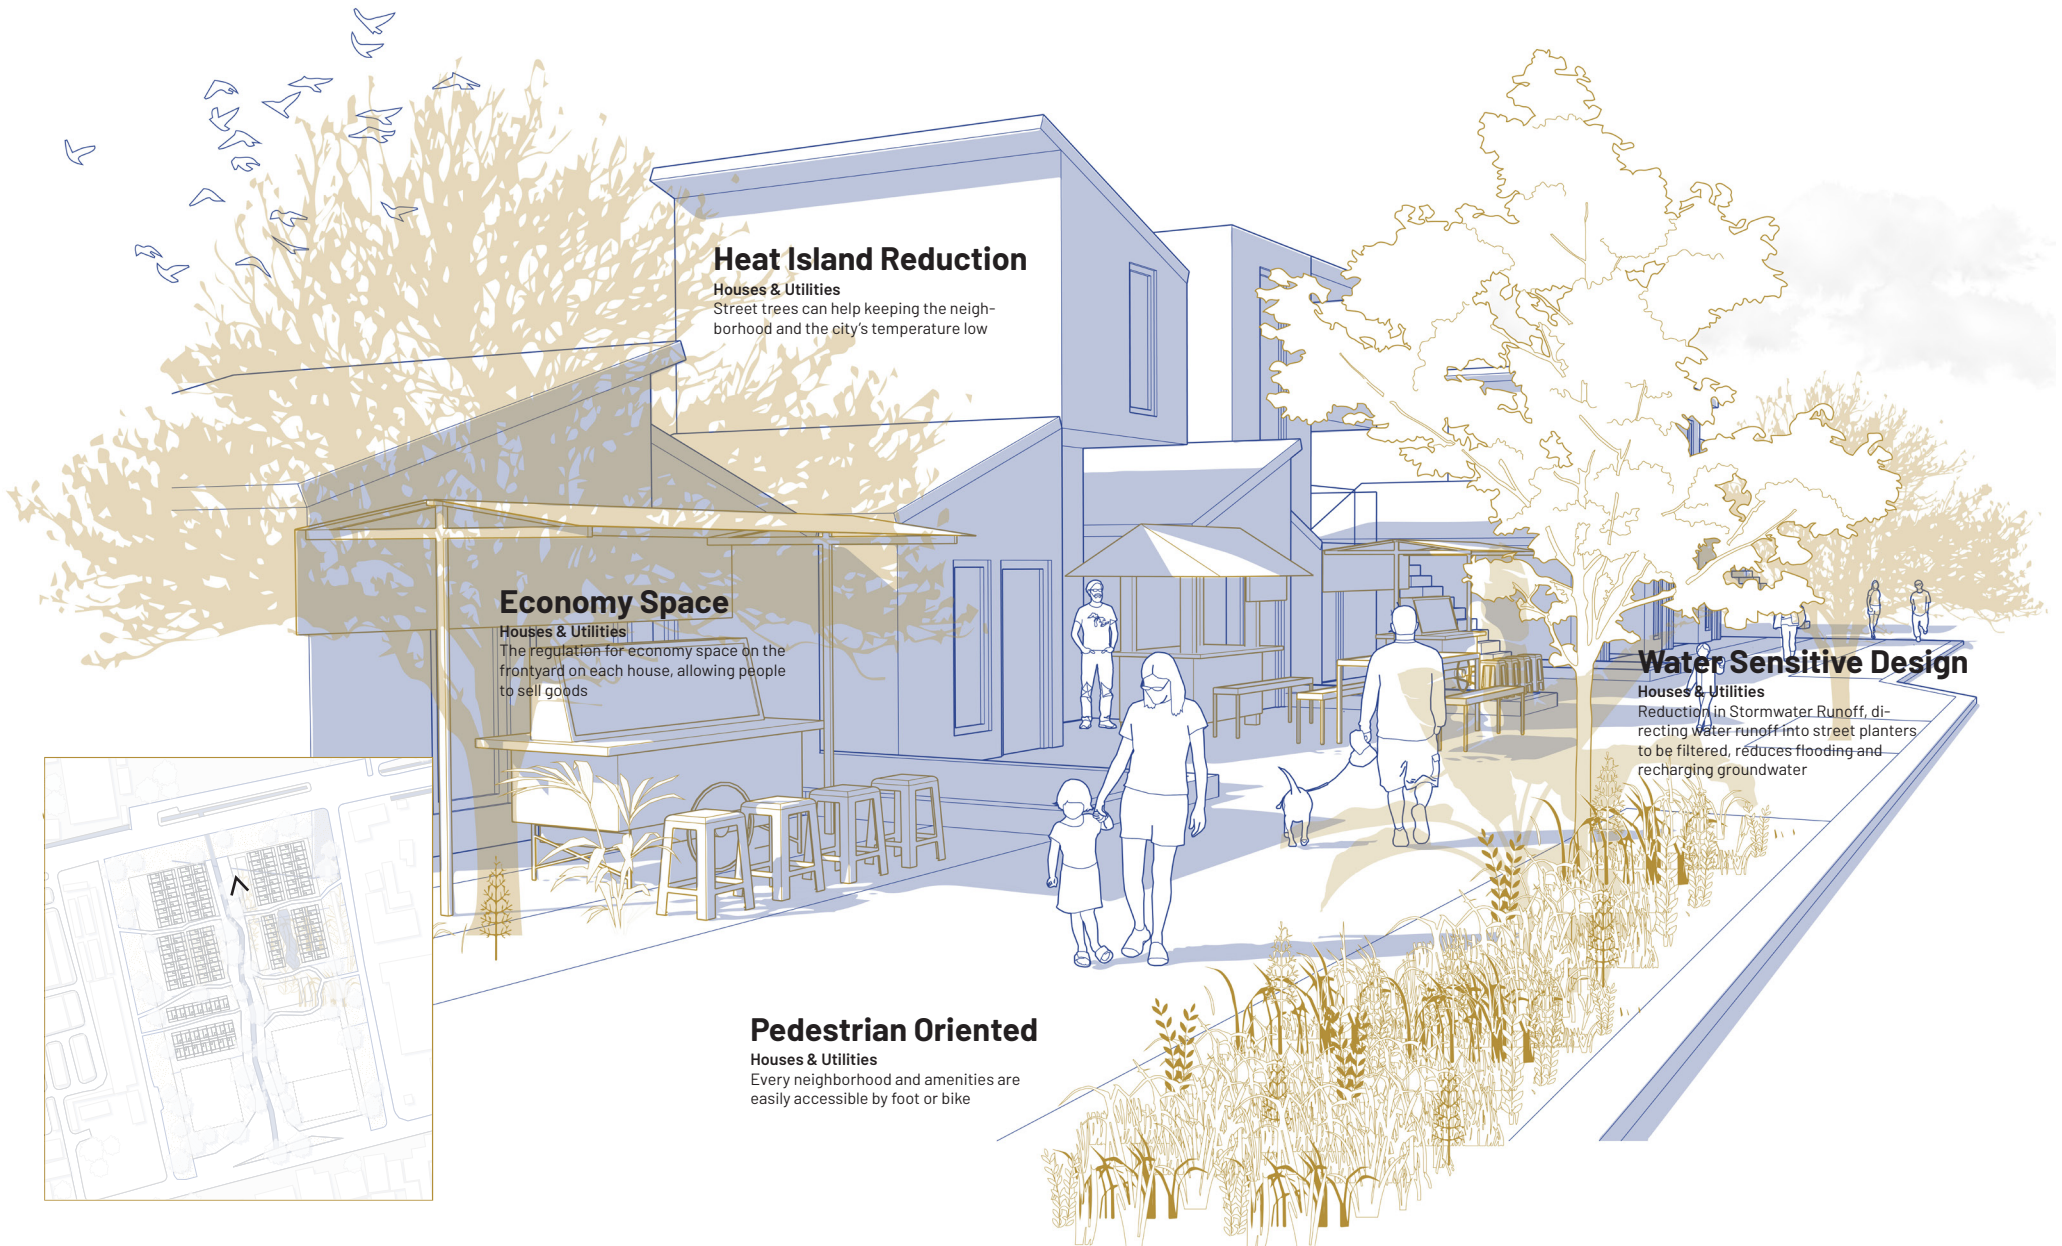 Heat Island Reduction
Houses & Utilities
Street trees can help keeping the neigh-
borhood and the city's temperature low
Economy Space
Houses & Utilities
The regulation for economy space on the
frontyard on each house, allowing people
to sell goods
Water Sensitive Design
Houses & Utilities
Reduction in Stormwater Runoff, di-
recting water runoff into street planters
to be filtered, reduces flooding and
recharging groundwater
Pedestrian Oriented
Houses & Utilities
Every neighborhood and amenities are
easily accessible by foot or bike